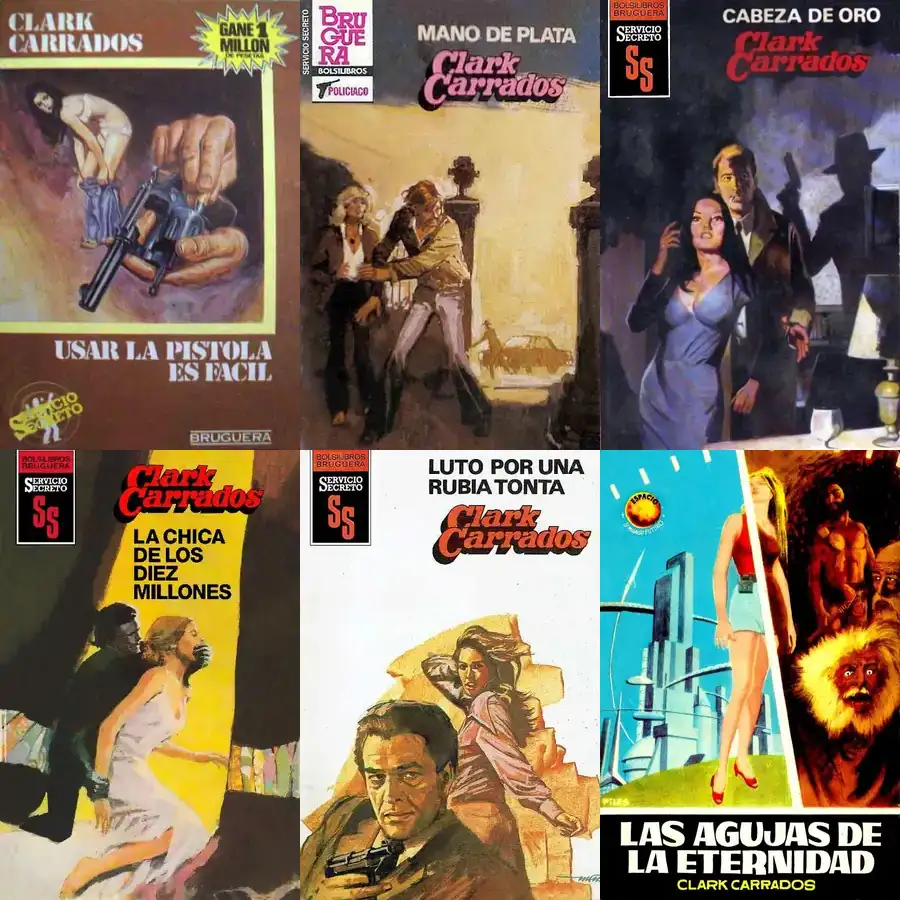 CLARK
CARRADOS
GANE 1
MILLON
DE PESETAS
USAR LA PISTOLA
ES FACIL
SERVICIO
SECRETO
BRUGUERA
SERVICIO SECRETO
BRU
GUE
RA
BOLSILIBROS
POLICIACO
MANO DE PLATA
Clark
Carrados
BOLSILIBROS
BRUGUERA
SERVICIO
SECRETO
SS
CABEZA DE ORO
Clark
Carrados
BOLSILIBROS
BRUGUERA
SERVICIO
SECRETO
SS
Clark
Carrados
LA CHICA
DE LOS
DIEZ
MILLONES
BOLSILIBROS
BRUGUERA
SERVICIO
SECRETO
SS
LUTO POR UNA
RUBIA TONTA
Clark
Carrados
ESPACIO
PILES
LAS AGUJAS DE
LA ETERNIDAD
CLARK CARRADOS